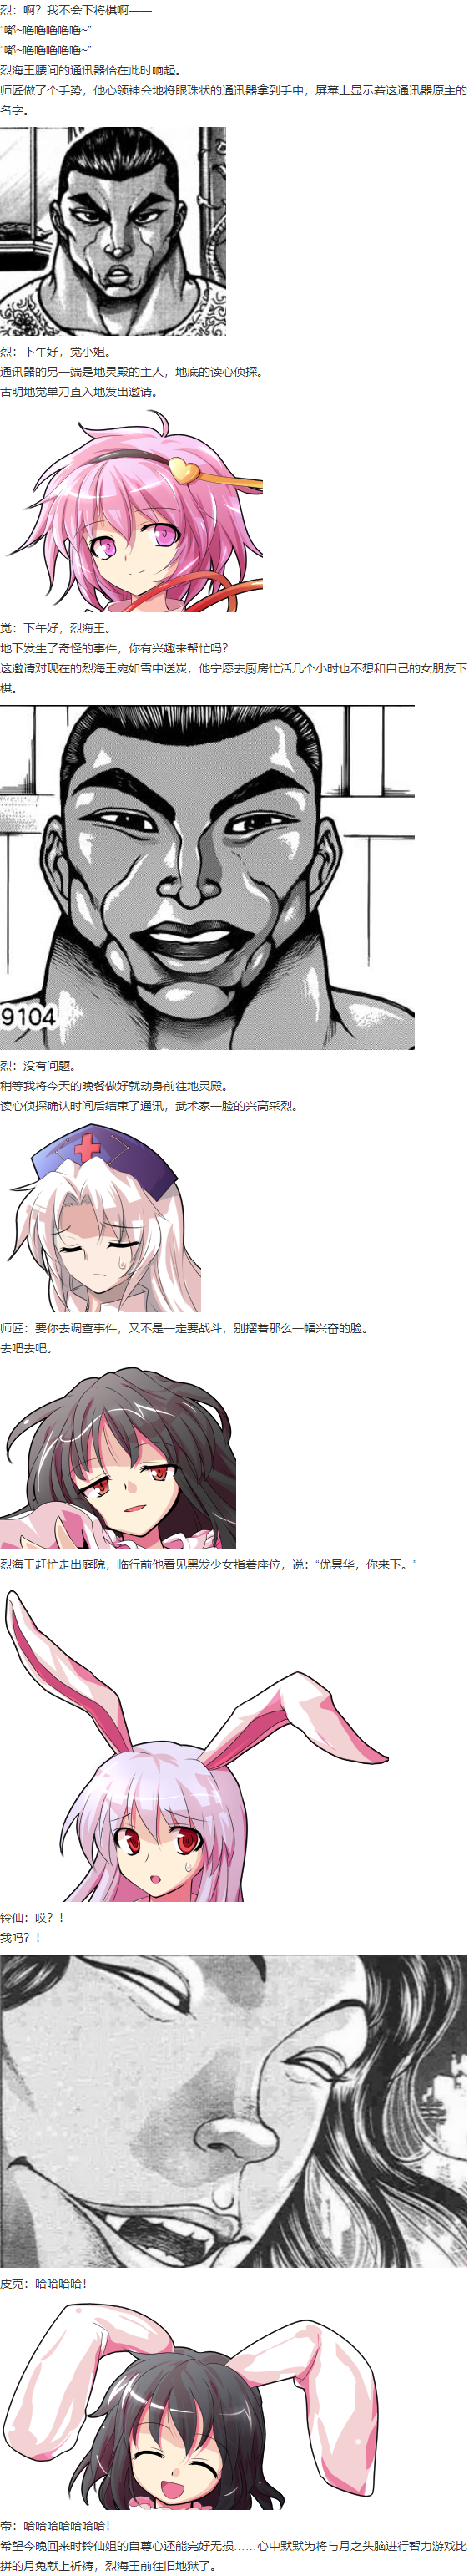 烈：啊？我不会下将棋啊——
“嘟~噜噜噜噜噜~”
“嘟~噜噜噜噜噜~”
烈海王腰间的通讯器恰在此时响起。
师匠做了个手势，他心领神会地将眼珠状的通讯器拿到手中，屏幕上显示着这通讯器原主的
名字。
烈：下午好，觉小姐。
通讯器的另一端是地灵殿的主人，地底的读心侦探。
古明地觉单刀直入地发出邀请。
觉：下午好，烈海王。
地下发生了奇怪的事件，你有兴趣来帮忙吗？
这邀请对现在的烈海王宛如雪中送炭，他宁愿去厨房忙活几个小时也不想和自己的女朋友下
棋。
9104
烈：没有问题。
稍等我将今天的晚餐做好就动身前往地灵殿。
读心侦探确认时间后结束了通讯，武术家一脸的兴高采烈。
师匠：要你去调查事件，又不是一定要战斗，别摆着那么一幅兴奋的脸。
去吧去吧。
烈海王赶忙走出庭院，临行前他看见黑发少女指着座位，说：“优昙华，你来下。”
铃仙：哎？！
我吗？！
皮克：哈哈哈哈！
帝：哈哈哈哈哈哈哈！
希望今晚回来时铃仙姐的自尊心还能完好无损……心中默默为将与月之头脑进行智力游戏比
拼的月兔献上祈祷，烈海王前往旧地狱了。